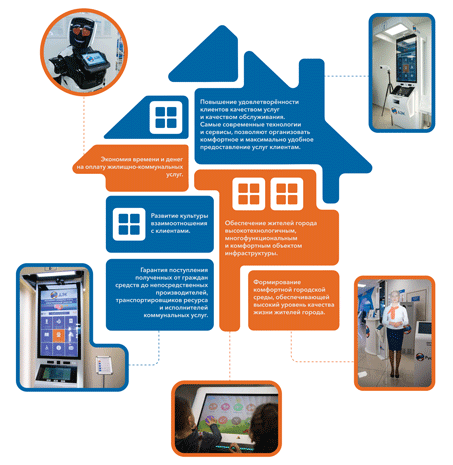 Повышение удовлетворённости
клиентов качеством услуг
и качеством обслуживания.
Самые современные технологии
и сервисы, позволяют организовать
комфортное и максимально удобное
предоставление услуг клиентам.
Экономия времени и денег
на оплату жилищно-коммунальных
услуг.
Развитие культуры
взаимоотношения
с клиентами.
Обеспечение жителей города
высокотехнологичным,
многофункциональным
и комфортным объектом
инфраструктуры.
Гарантия поступления
полученных от граждан
средств до непосредственных
производителей,
транспортировщиков ресурса
и исполнителей
коммунальных услуг.
Формирование
комфортной городской
среды, обеспечивающей
высокий уровень качества
жизни жителей города.